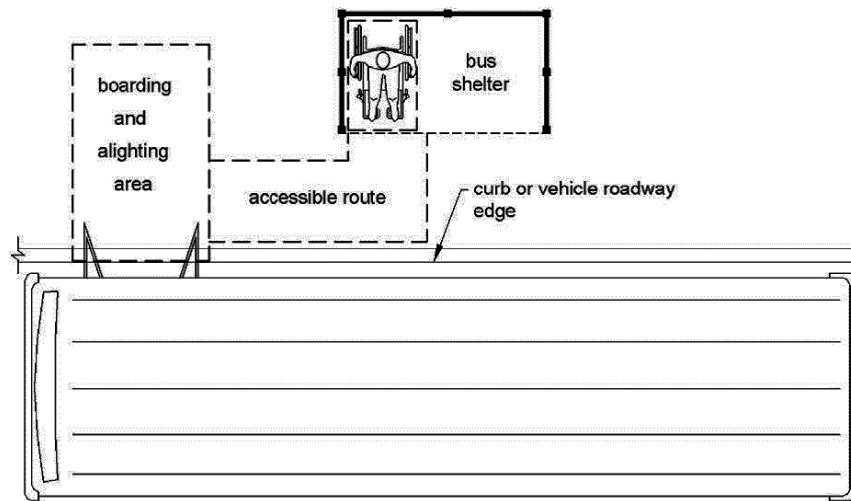 boarding
and
alighting
area
bus
shelter
accessible route
curb or vehicle roadway
edge